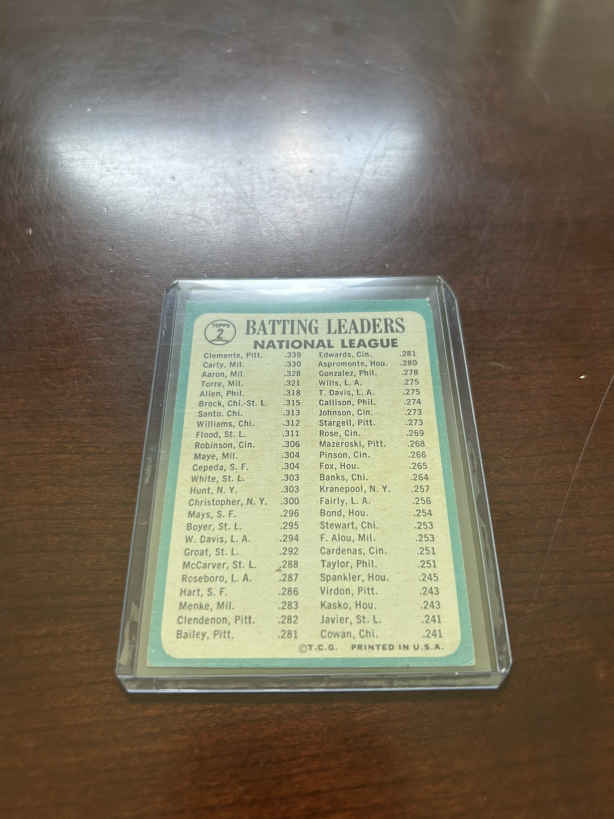 TOPPS
2
BATTING LEADERS
NATIONAL LEAGUE
Clemente, Pitt. .339 Edwards, Cin. .281
Carty, Mil. .330 Aspromonte, Hou. .280
Aaron, Mil. .328 Gonzalez, Phil. .278
Torre, Mil. .321 Wills, L. A. .275
Allen, Phil. .318 T. Davis, L. A. .275
Brock, Chi.-St. L. .315 Callison, Phil. .274
Santo, Chi. .313 Johnson, Cin. .273
Williams, Chi. .312 Stargell, Pitt. .273
Flood, St. L. .311 Rose, Cin. .269
Robinson, Cin. .306 Mazeroski, Pitt. .268
Maye, Mil. .304 Pinson, Cin. .266
Cepeda, S. F. .304 Fox, Hou. .265
White, St. L. .303 Banks, Chi. .264
Hunt, N. Y. .303 Kranepool, N. Y. .257
Christopher, N. Y. .300 Fairly, L. A. .256
Mays, S. F. .296 Bond, Hou. .254
Boyer, St. L. .295 Stewart, Chi. .253
W. Davis, L. A. .294 F. Alou, Mil. .253
Groat, St. L. .292 Cardenas, Cin. .251
McCarver, St. L. .288 Taylor, Phil. .251
Roseboro, L. A. .287 Spankler, Hou. .245
Hart, S. F. .286 Virdon, Pitt. .243
Menke, Mil. .283 Kasko, Hou. .243
Clendenon, Pitt. .282 Javier, St. L. .241
Bailey, Pitt. .281 Cowan, Chi. .241
©T.C.G. PRINTED IN U.S.A.